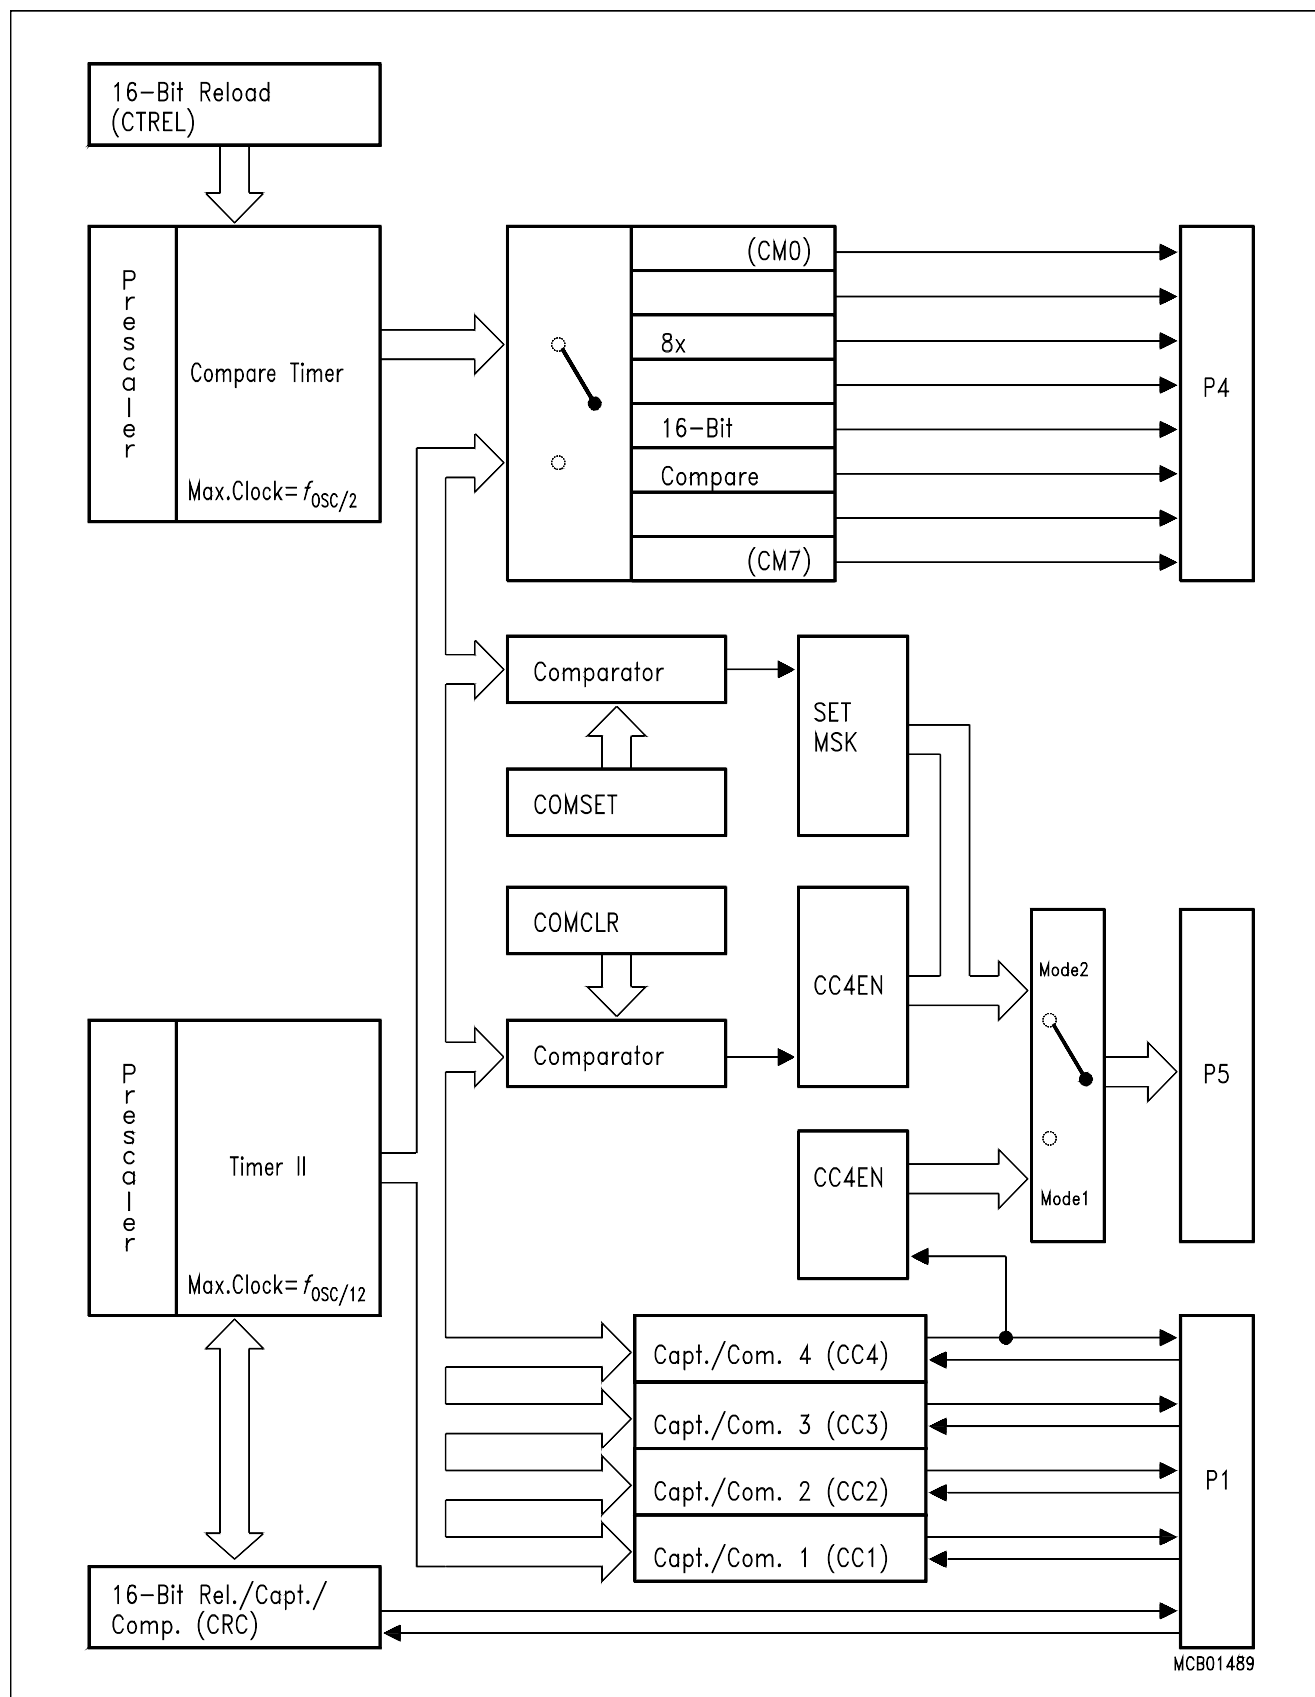 16-Bit Reload
(CTREL)
Prescaler
Compare Timer
Max.Clock=fOSC/2
(CM0)
8x
16-Bit
Compare
(CM7)
P4
Comparator
SET
MSK
COMSET
COMCLR
CC4EN
Comparator
Mode2
P5
Mode1
CC4EN
Prescaler
Timer II
Max.Clock=fOSC/12
Capt./Com. 4 (CC4)
Capt./Com. 3 (CC3)
Capt./Com. 2 (CC2)
Capt./Com. 1 (CC1)
P1
16-Bit Rel./Capt./
Comp. (CRC)
MCB01489